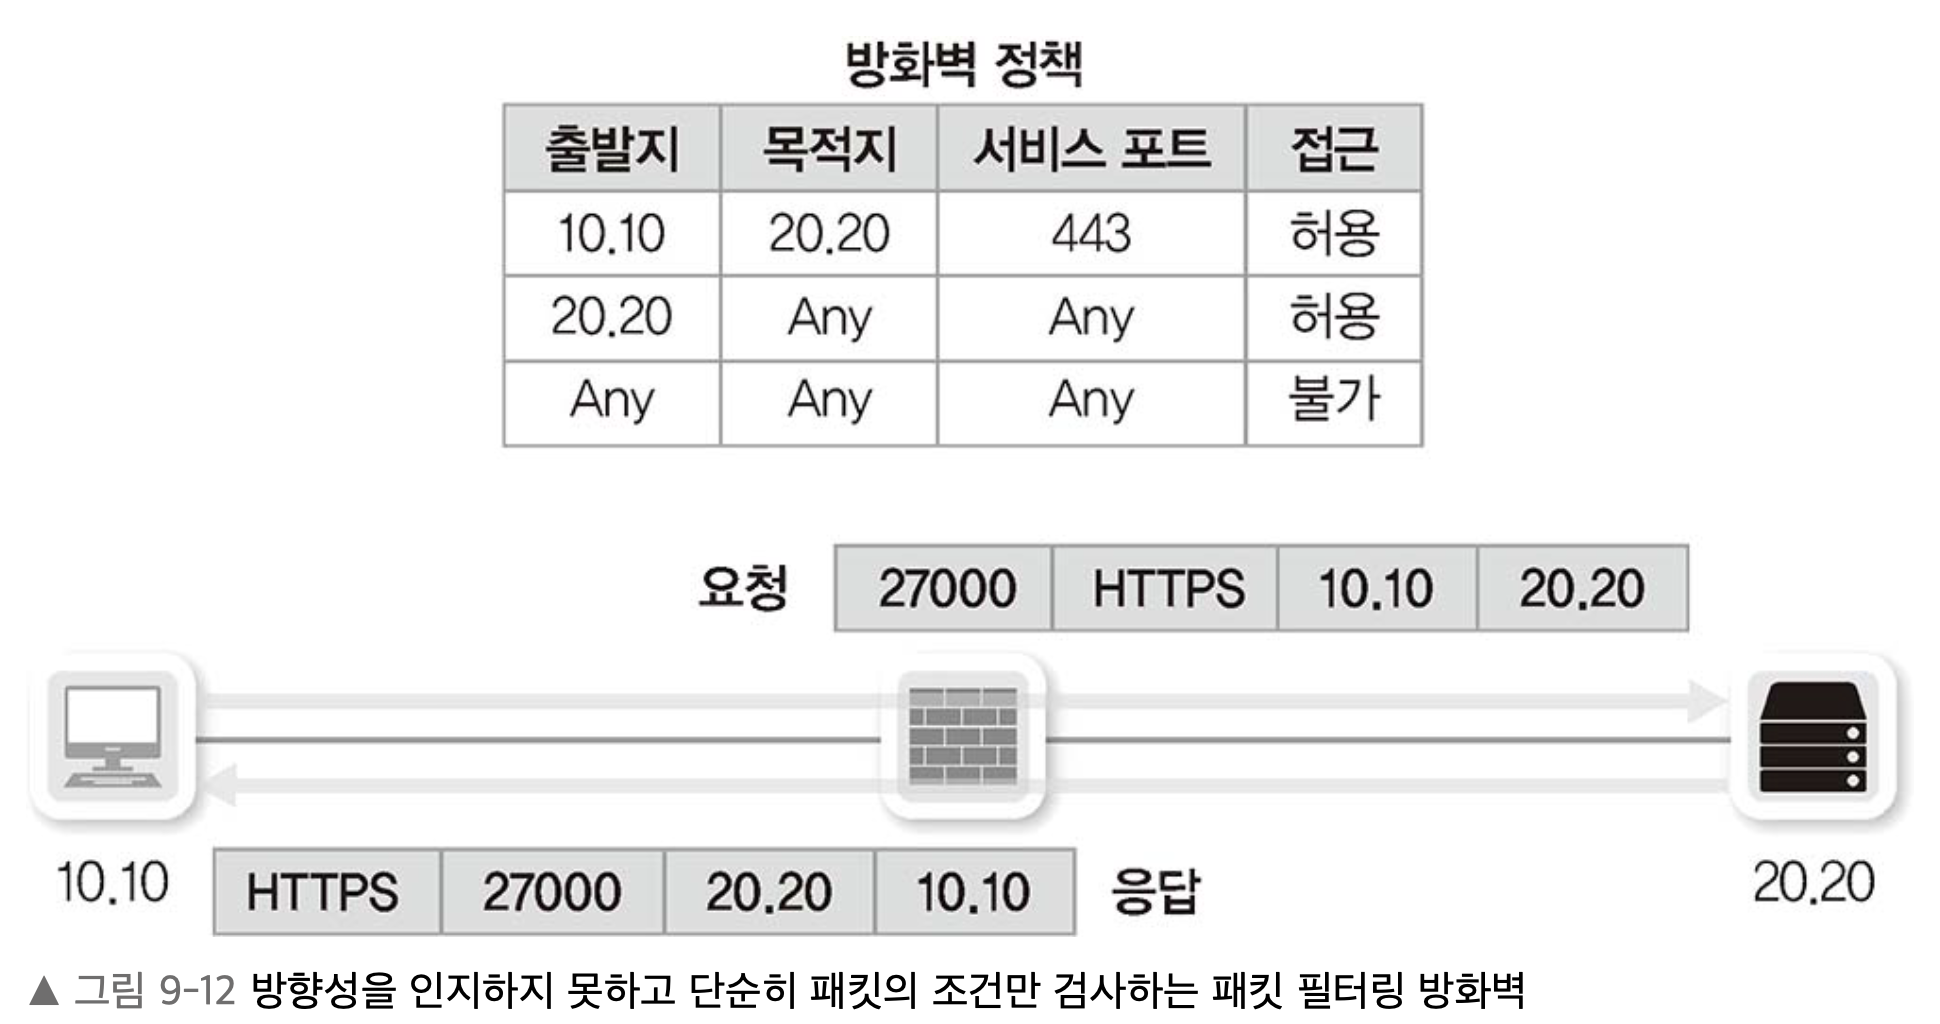 방화벽 정책
출발지 목적지 서비스 포트 접근
10.10 20.20 443 허용
20.20 Any Any 허용
Any Any Any 불가
요청 27000 HTTPS 10.10 20.20
10.10 20.20
HTTPS 27000 20.20 10.10 응답
▲ 그림 9-12 방향성을 인지하지 못하고 단순히 패킷의 조건만 검사하는 패킷 필터링 방화벽